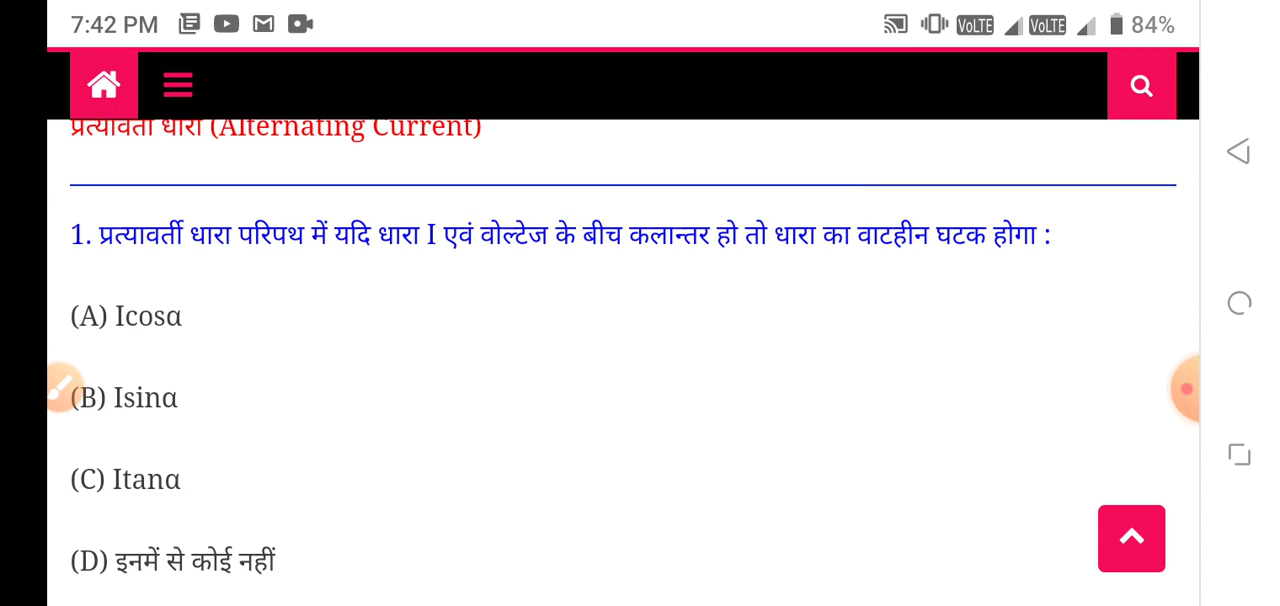 7:42 PM VoLTE VoLTE 84%
प्रत्यावर्ती धारा (Alternating Current)
1. प्रत्यावर्ती धारा परिपथ में यदि धारा I एवं वोल्टेज के बीच कलान्तर हो तो धारा का वाटहीन घटक होगा :
(A) Icosα
(B) Isinα
(C) Itanα
(D) इनमें से कोई नहीं